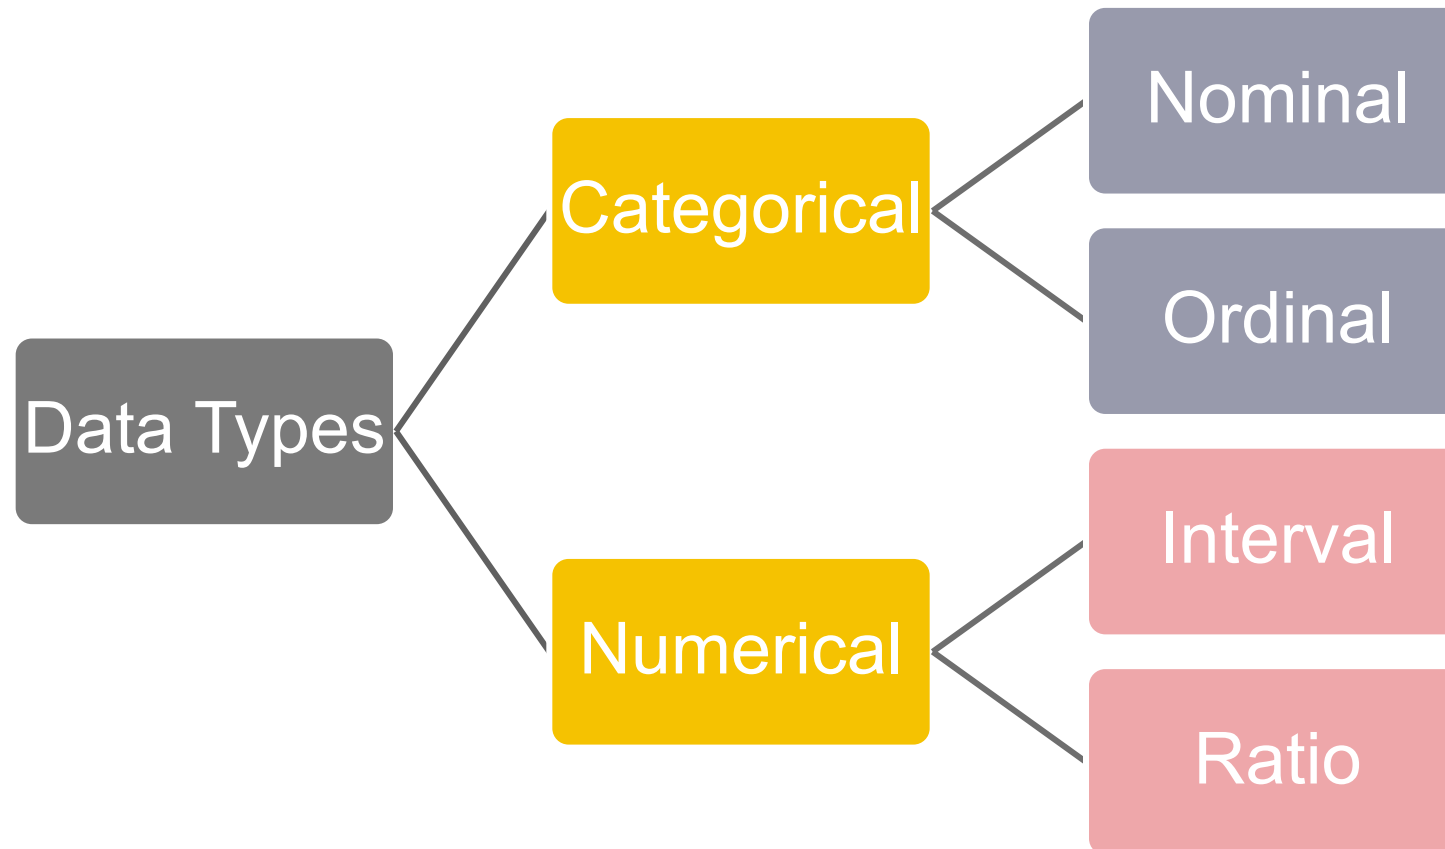 Data Types
Categorical
Nominal
Ordinal
Numerical
Interval
Ratio